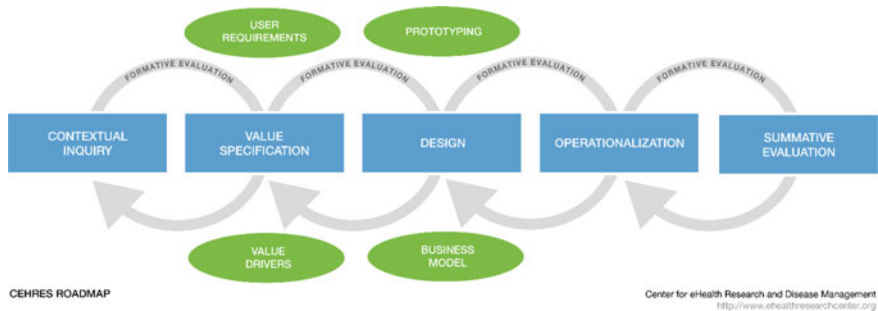 USER
REQUIREMENTS
PROTOTYPING
FORMATIVE EVALUATION
FORMATIVE EVALUATION
FORMATIVE EVALUATION
FORMATIVE EVALUATION
CONTEXTUAL
INQUIRY
VALUE
SPECIFICATION
DESIGN
OPERATIONALIZATION
SUMMATIVE
EVALUATION
VALUE
DRIVERS
BUSINESS
MODEL
CEHRES ROADMAP
Center for eHealth Research and Disease Management
http://www.ehealthresearchcenter.org